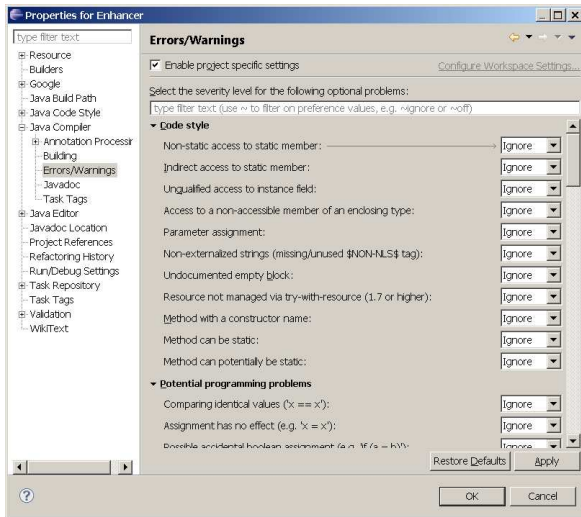 Properties for Enhancer
type filter text
Resource
Builders
Google
Java Build Path
Java Code Style
Java Compiler
Annotation Processir
Building
Errors/Warnings
Javadoc
Task Tags
Java Editor
Javadoc Location
Project References
Refactoring History
Run/Debug Settings
Task Repository
Task Tags
Validation
WikiText
Errors/Warnings
Enable project specific settings
Configure Workspace Settings...
Select the severity level for the following optional problems:
type filter text (use ~ to filter on preference values, e.g. ~ignore or ~off)
Code style
Non-static access to static member: Ignore
Indirect access to static member: Ignore
Unqualified access to instance field: Ignore
Access to a non-accessible member of an enclosing type: Ignore
Parameter assignment: Ignore
Non-externalized strings (missing/unused $NON-NLS$ tag): Ignore
Undocumented empty block: Ignore
Resource not managed via try-with-resource (1.7 or higher): Ignore
Method with a constructor name: Ignore
Method can be static: Ignore
Method can potentially be static: Ignore
Potential programming problems
Comparing identical values ('x == x'): Ignore
Assignment has no effect (e.g. 'x = x'): Ignore
Possible accidental boolean assignment (e.g. 'if (a = b)'): Ignore
Restore Defaults
Apply
?
OK
Cancel